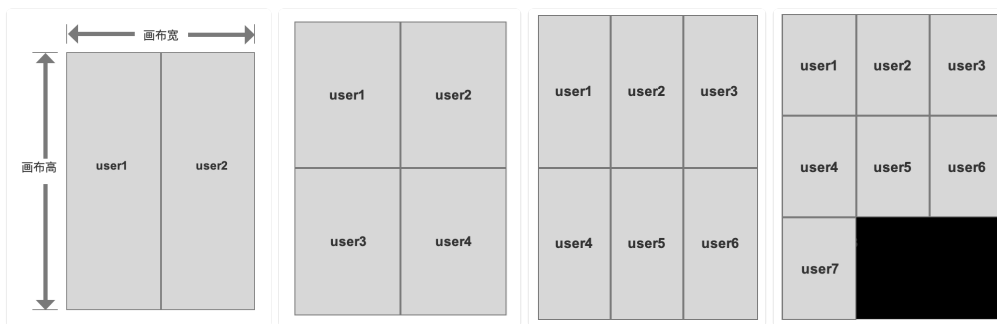 画布宽
画布高
user1
user2
user1
user2
user3
user4
user1
user2
user3
user4
user5
user6
user1
user2
user3
user4
user5
user6
user7